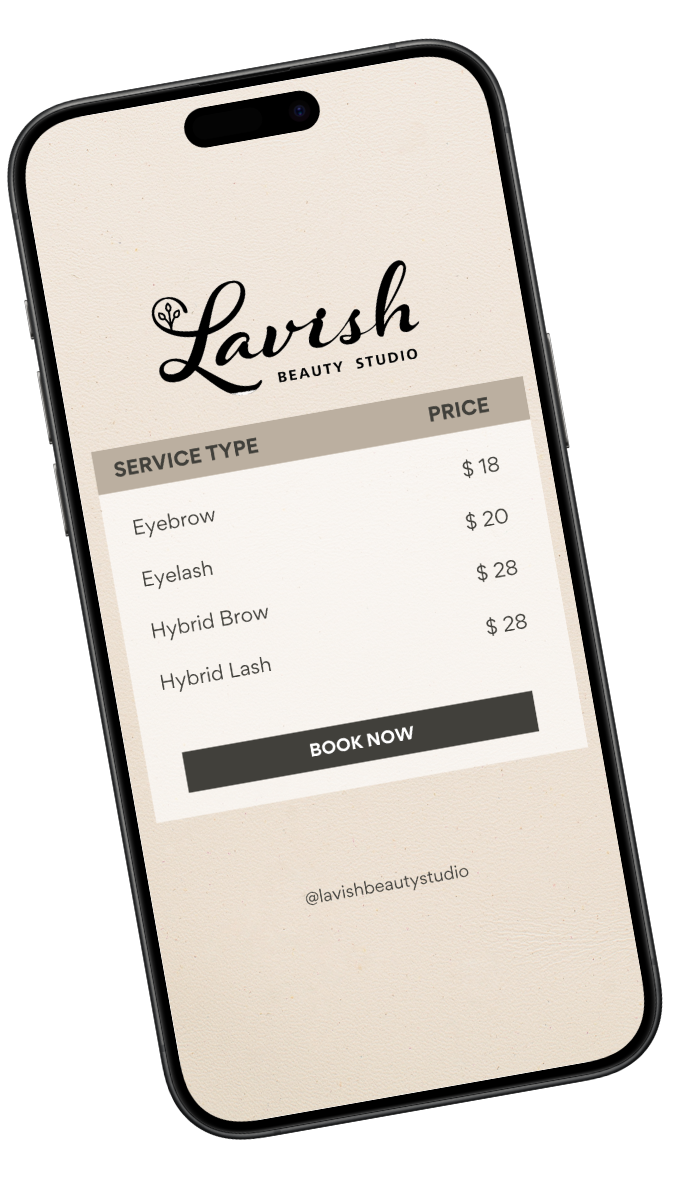 Lavish
BEAUTY STUDIO
SERVICE TYPE PRICE
Eyebrow $ 18
Eyelash $ 20
Hybrid Brow $ 28
Hybrid Lash $ 28
BOOK NOW
@lavishbeautystudio